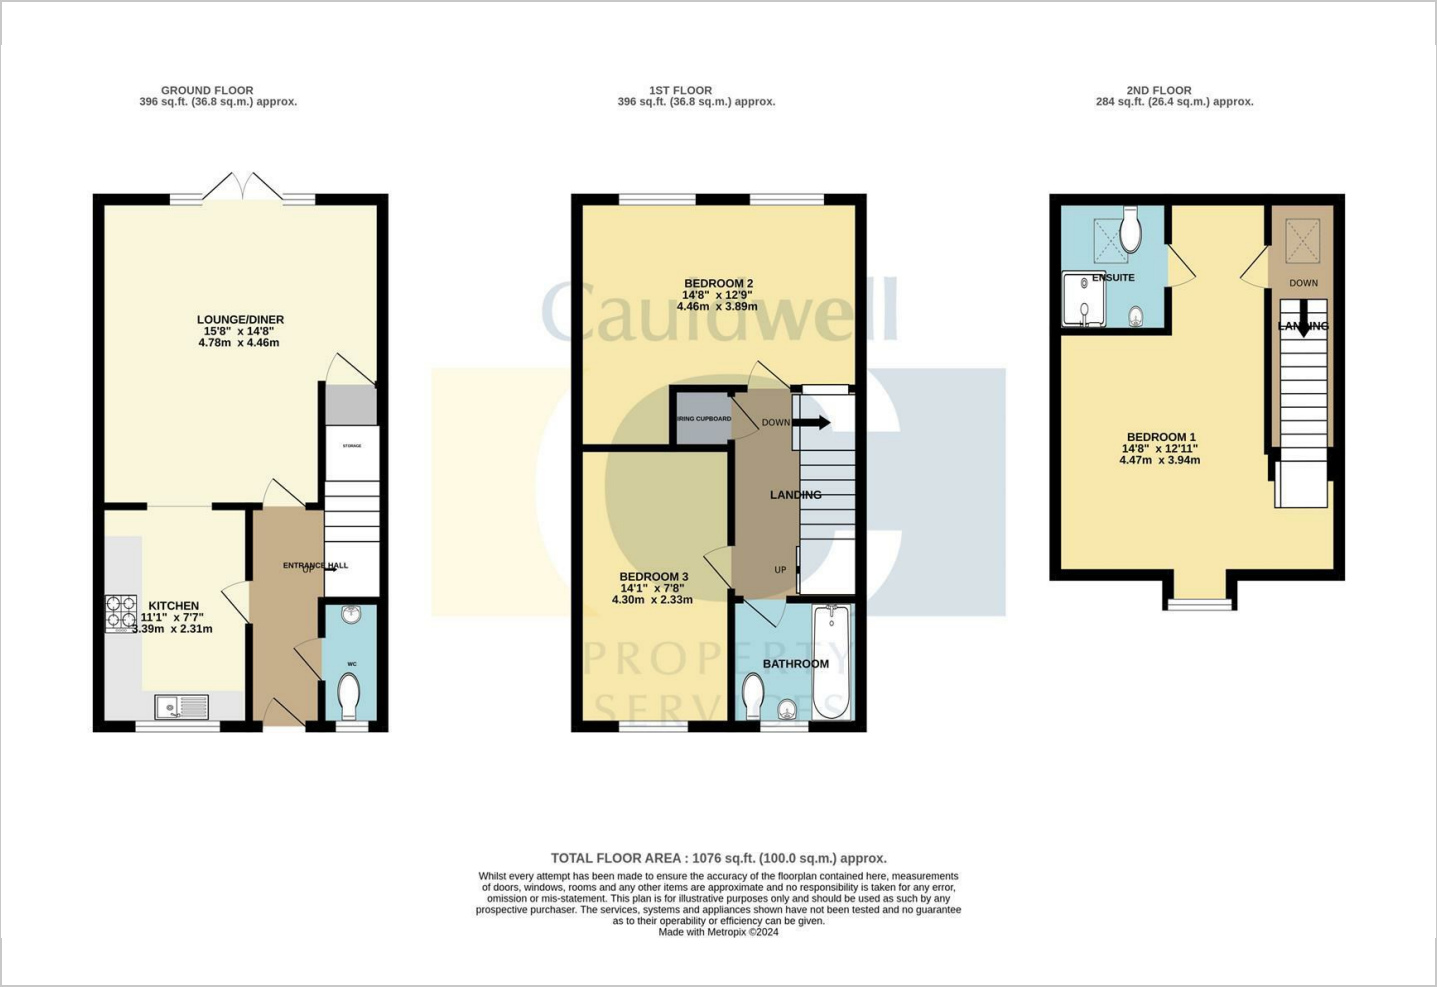 GROUND FLOOR
396 sq.ft. (36.8 sq.m.) approx.
1ST FLOOR
396 sq.ft. (36.8 sq.m.) approx.
2ND FLOOR
284 sq.ft. (26.4 sq.m.) approx.
LOUNGE/DINER
15'8" x 14'8"
4.78m x 4.46m
STORAGE
ENTRANCE HALL
UP
KITCHEN
11'1" x 7'7"
3.39m x 2.31m
WC
Cauldwell
PROPERTY
SERVICES
BEDROOM 2
14'8" x 12'9"
4.46m x 3.89m
AIRING CUPBOARD
DOWN
LANDING
UP
BEDROOM 3
14'1" x 7'8"
4.30m x 2.33m
BATHROOM
ENSUITE
DOWN
LANDING
BEDROOM 1
14'8" x 12'11"
4.47m x 3.94m
TOTAL FLOOR AREA : 1076 sq.ft. (100.0 sq.m.) approx.
Whilst every attempt has been made to ensure the accuracy of the floorplan contained here, measurements
of doors, windows, rooms and any other items are approximate and no responsibility is taken for any error,
omission or mis-statement. This plan is for illustrative purposes only and should be used as such by any
prospective purchaser. The services, systems and appliances shown have not been tested and no guarantee
as to their operability or efficiency can be given.
Made with Metropix ©2024